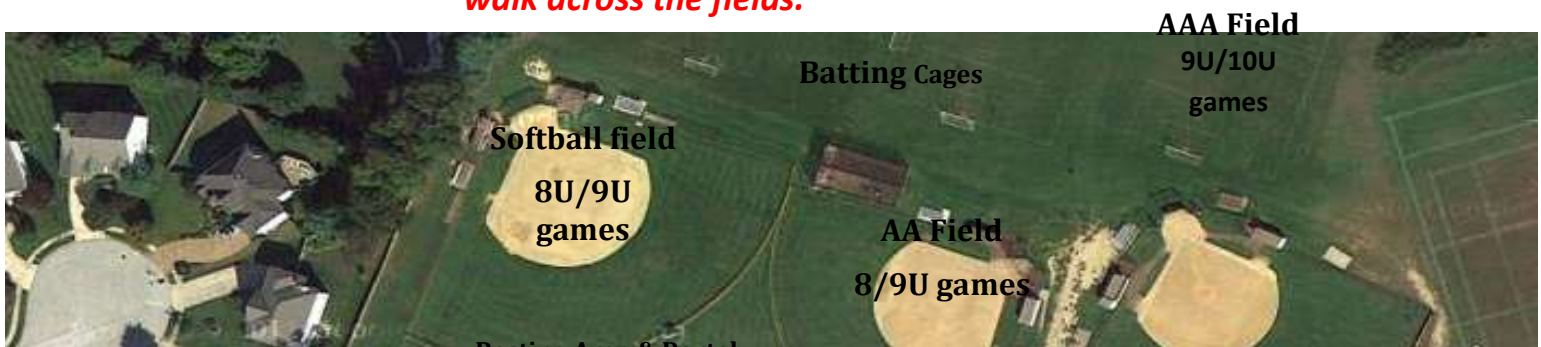 walk across the fields.
AAA Field
9U/10U
games
Batting Cages
Softball field
8U/9U
games
AA Field
8/9U games